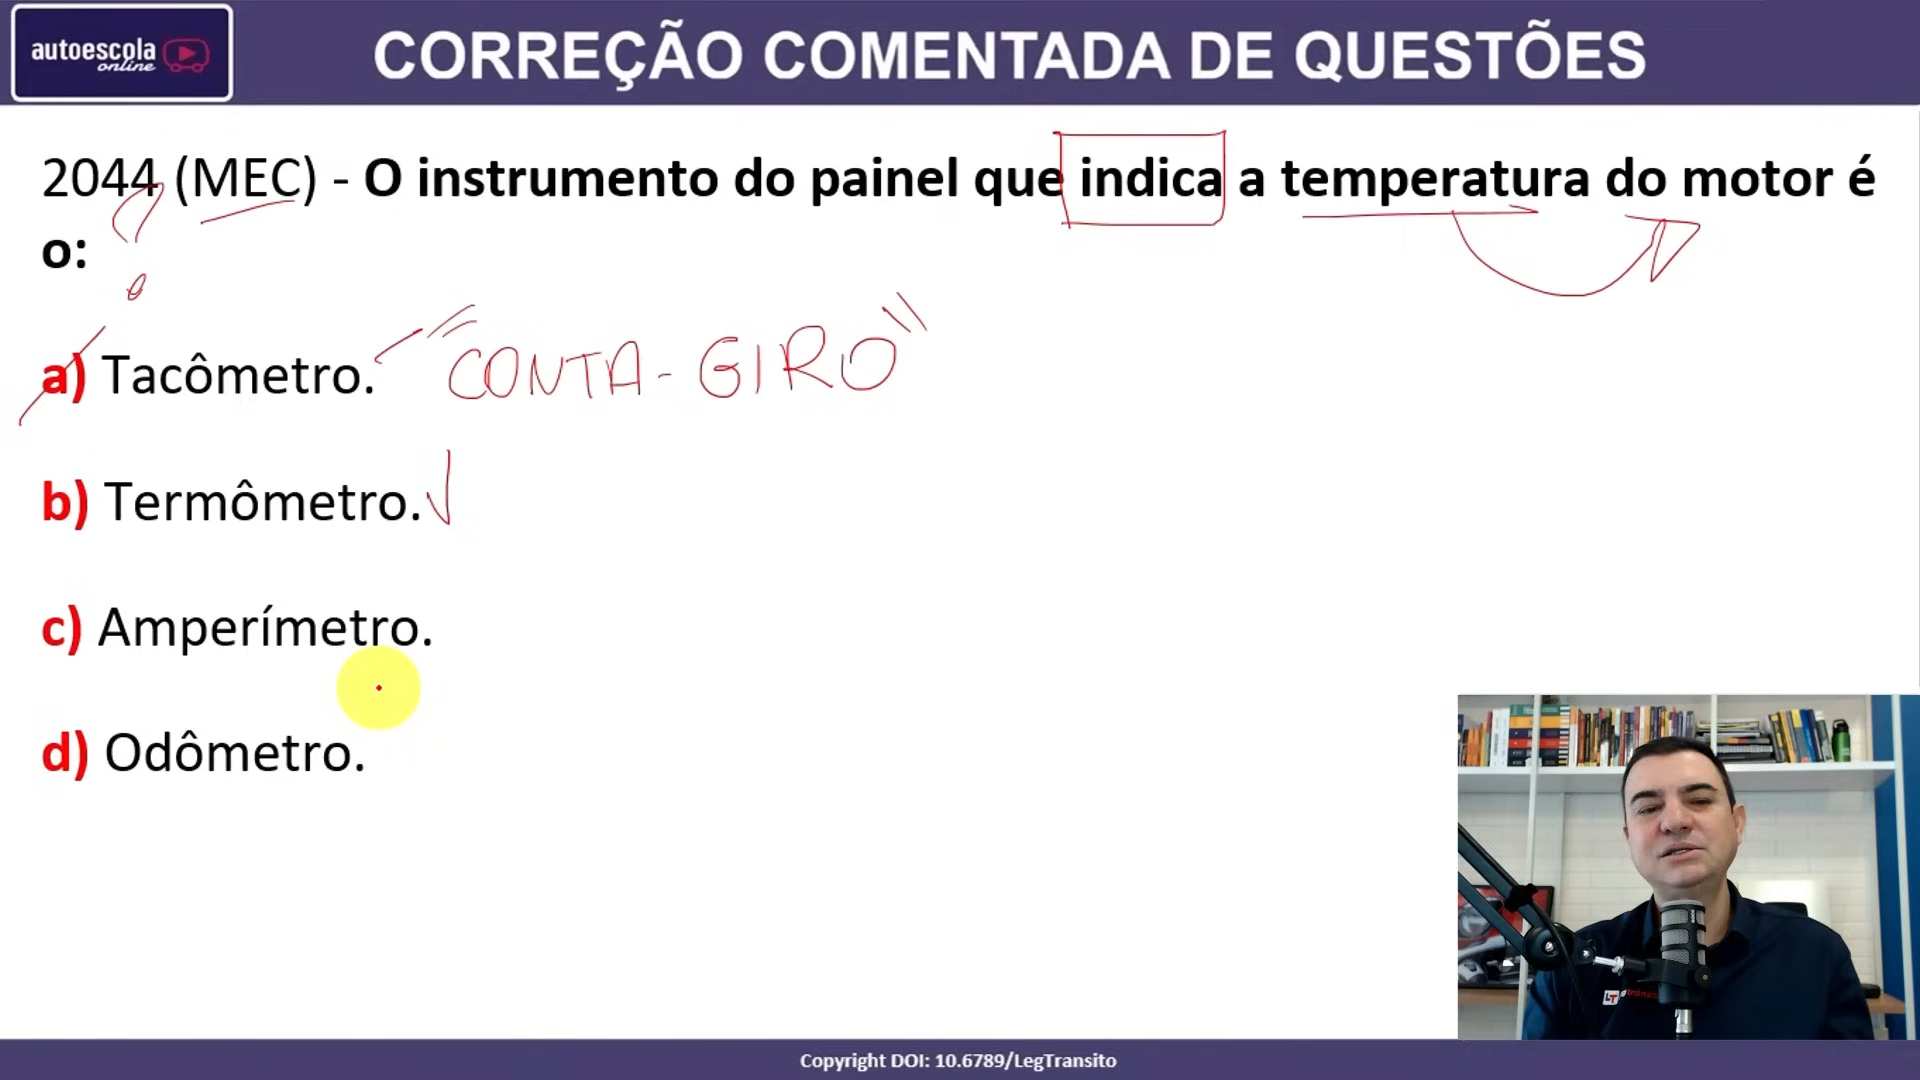 autoescola
online
CORREÇÃO COMENTADA DE QUESTÕES
2044 (MEC) - O instrumento do painel que indica a temperatura do motor é
o:
a) Tacômetro. "CONTA-GIRO"
b) Termômetro.
c) Amperímetro.
d) Odômetro.
LT
Copyright DOI: 10.6789/LegTransito